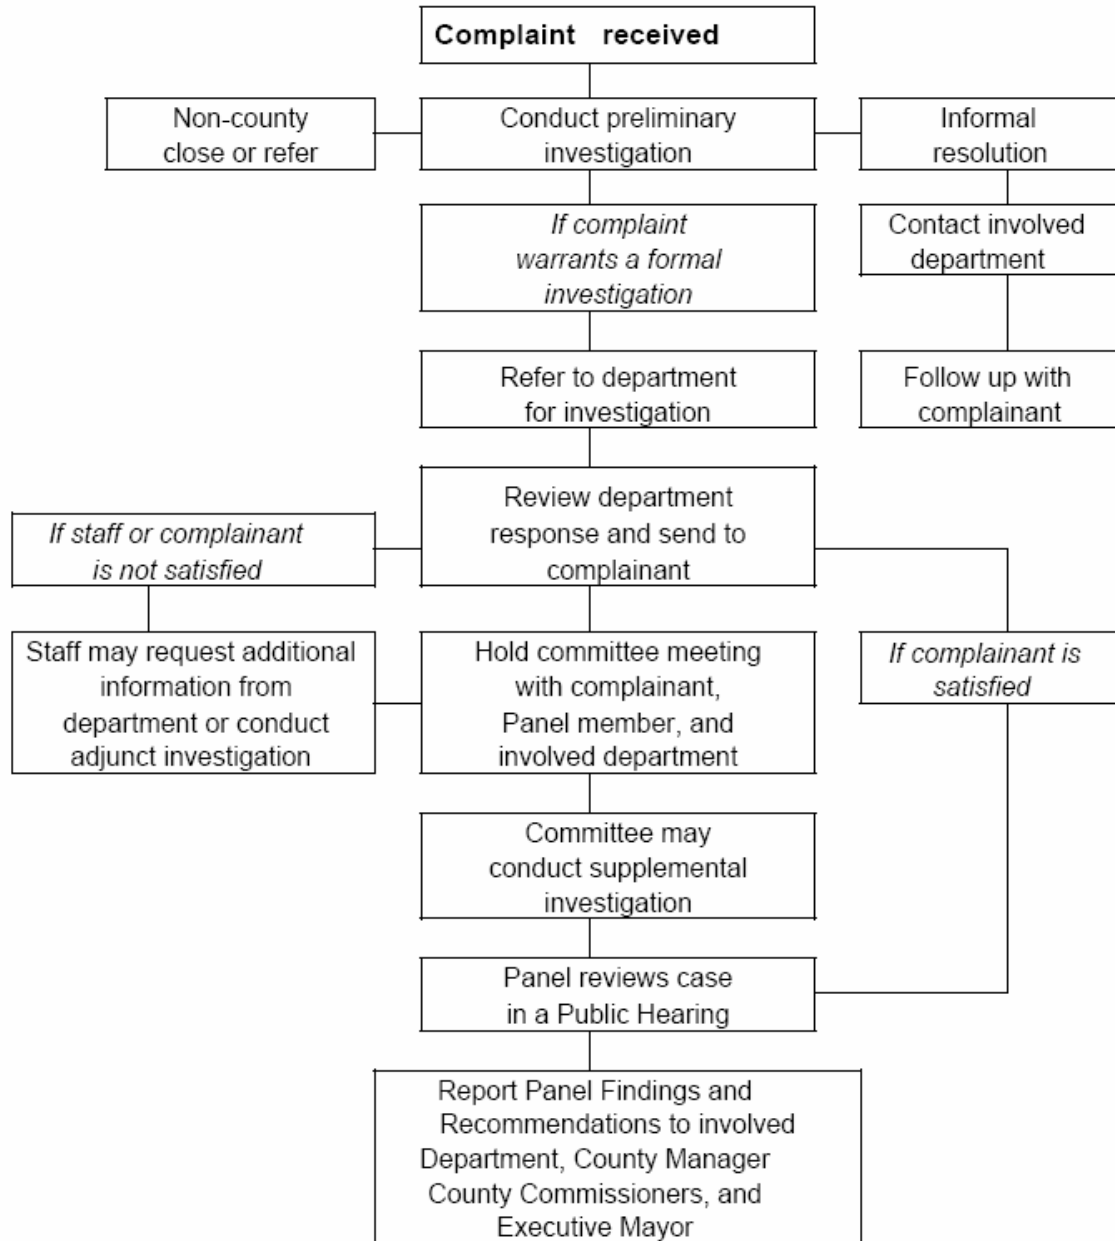 Complaint received
Non-county
close or refer
Conduct preliminary
investigation
Informal
resolution
If complaint
warrants a formal
investigation
Contact involved
department
Refer to department
for investigation
Follow up with
complainant
Review department
response and send to
complainant
If staff or complainant
is not satisfied
Staff may request additional
information from
department or conduct
adjunct investigation
Hold committee meeting
with complainant,
Panel member, and
involved department
If complainant is
satisfied
Committee may
conduct supplemental
investigation
Panel reviews case
in a Public Hearing
Report Panel Findings and
Recommendations to involved
Department, County Manager
County Commissioners, and
Executive Mayor